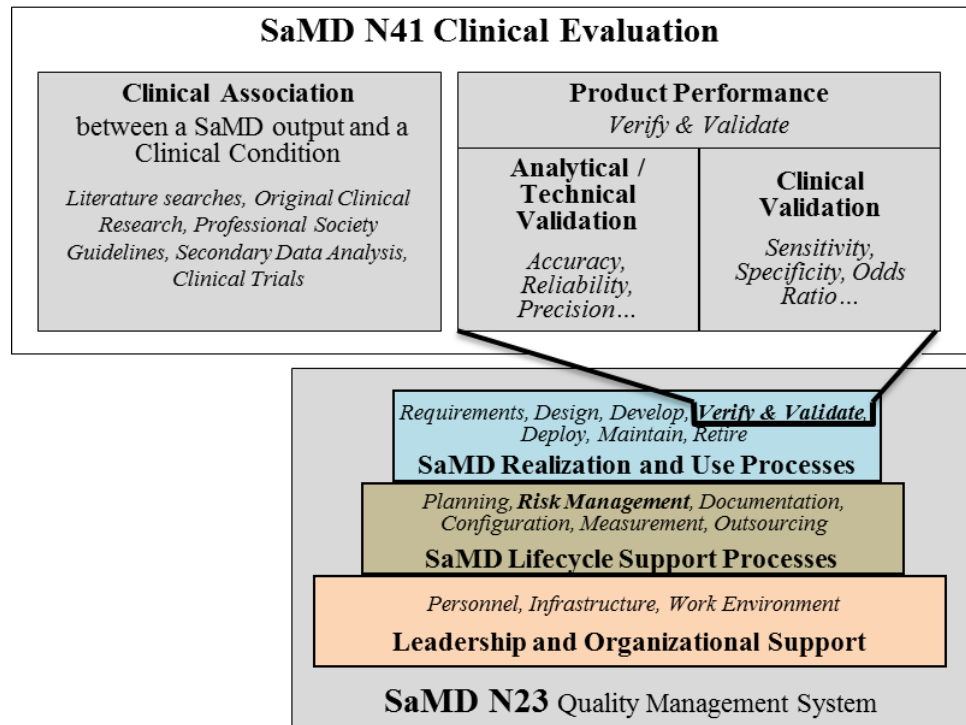 SaMD N41 Clinical Evaluation
Clinical Association
between a SaMD output and a
Clinical Condition
Literature searches, Original Clinical
Research, Professional Society
Guidelines, Secondary Data Analysis,
Clinical Trials
Product Performance
Verify & Validate
Analytical /
Technical
Validation
Accuracy,
Reliability,
Precision…
Clinical
Validation
Sensitivity,
Specificity, Odds
Ratio…
Requirements, Design, Develop, Verify & Validate,
Deploy, Maintain, Retire
SaMD Realization and Use Processes
Planning, Risk Management, Documentation,
Configuration, Measurement, Outsourcing
SaMD Lifecycle Support Processes
Personnel, Infrastructure, Work Environment
Leadership and Organizational Support
SaMD N23 Quality Management System